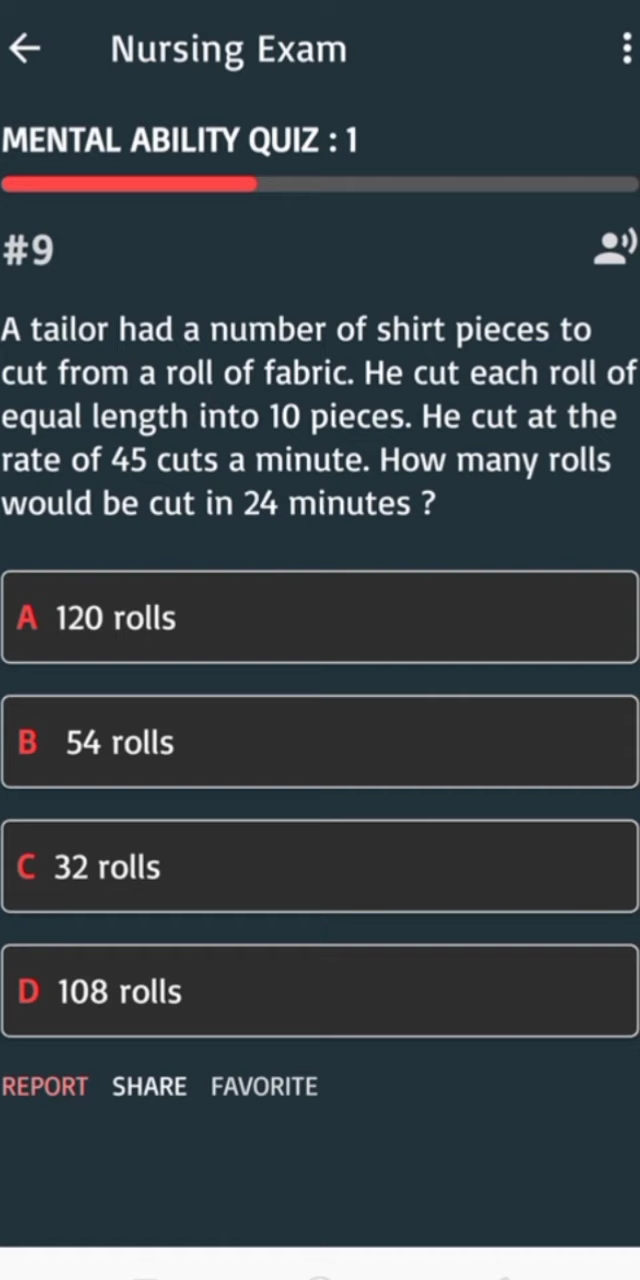 Nursing Exam
MENTAL ABILITY QUIZ : 1
#9
A tailor had a number of shirt pieces to
cut from a roll of fabric. He cut each roll of
equal length into 10 pieces. He cut at the
rate of 45 cuts a minute. How many rolls
would be cut in 24 minutes ?
A 120 rolls
B 54 rolls
C 32 rolls
D 108 rolls
REPORT SHARE FAVORITE